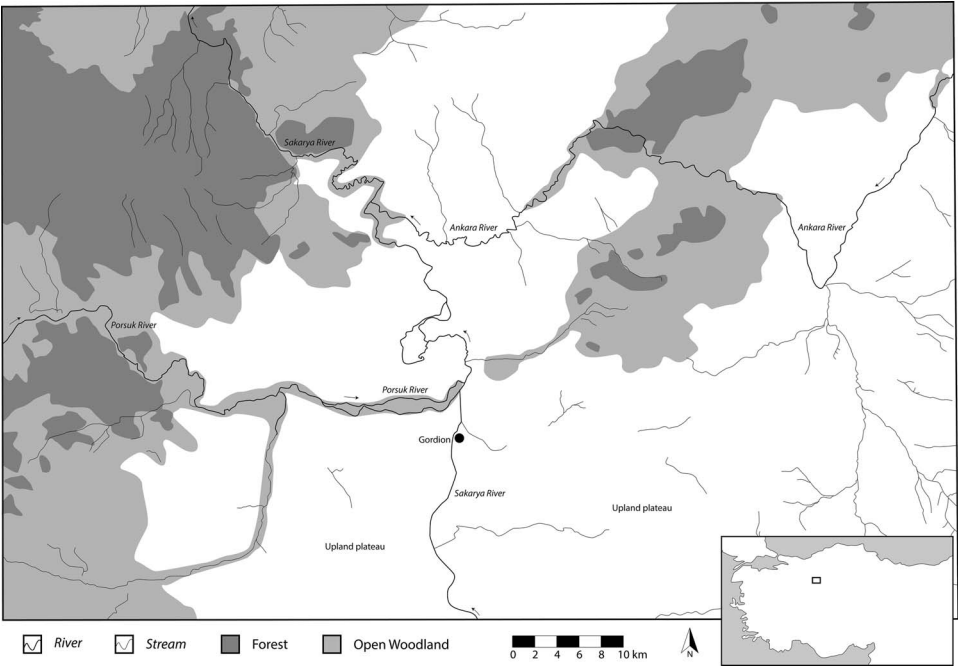 Sakarya River
Ankara River
Ankara River
Porsuk River
Porsuk River
Gordion
Sakarya River
Upland plateau
Upland plateau
River
Stream
Forest
Open Woodland
0 2 4 6 8 10 km
N